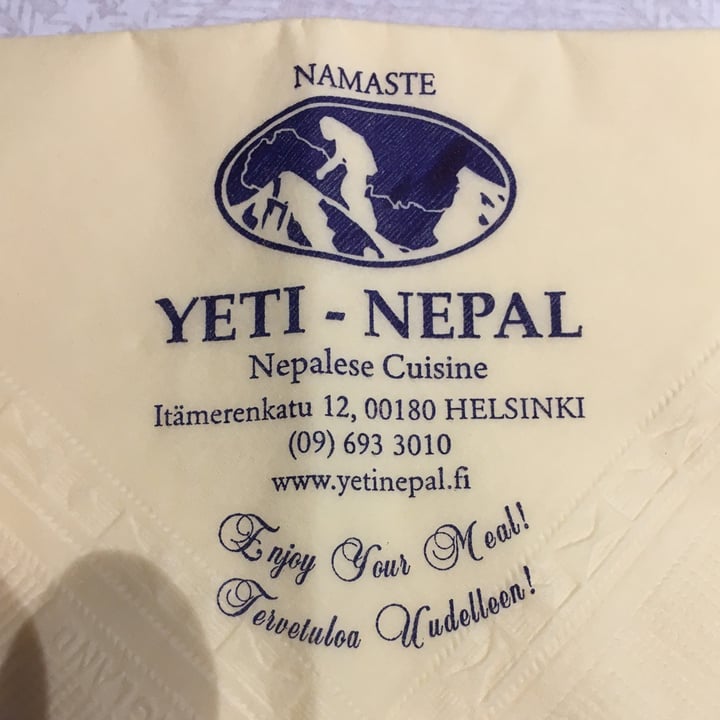 NAMASTE
YETI - NEPAL
Nepalese Cuisine
Itämerenkatu 12, 00180 HELSINKI
(09) 693 3010
www.yetinepal.fi
Enjoy Your Meal!
Tervetuloa Uudelleen!